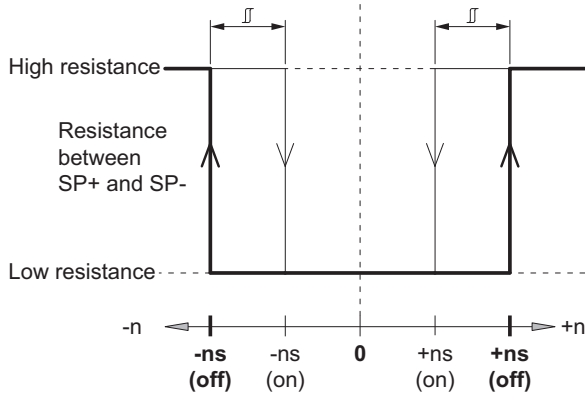 High resistance
Resistance
between
SP+ and SP-
Low resistance
-n
+n
-ns
(off)
-ns
(on)
0
+ns
(on)
+ns
(off)